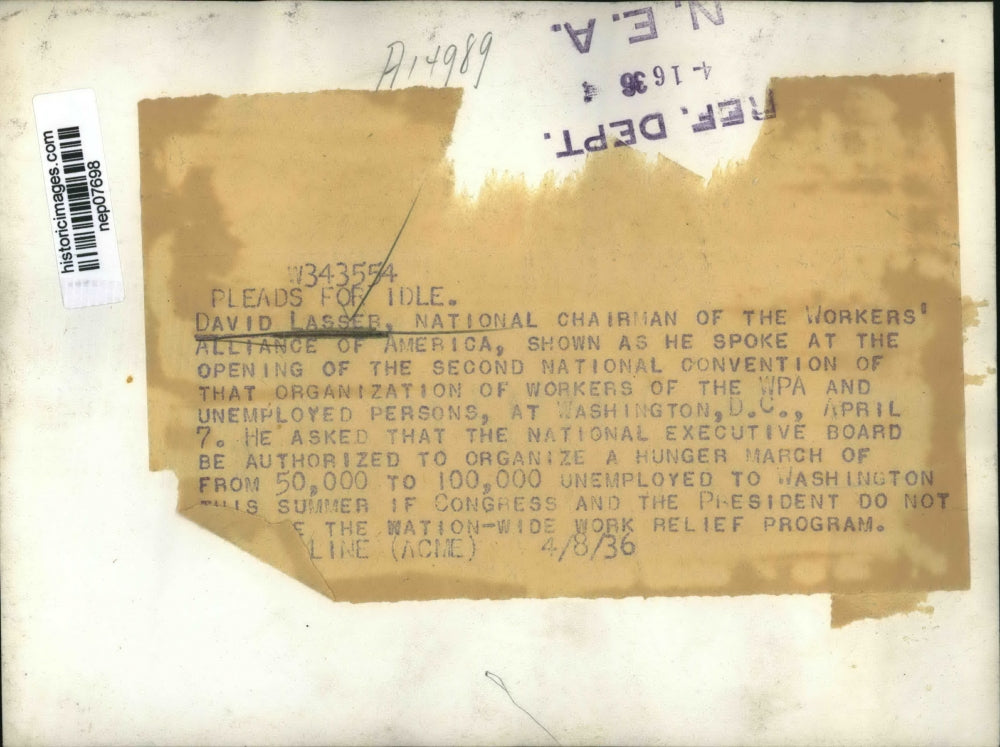 A14989
N.E.A.
4-16 36 4
REF. DEPT.
historicimages.com
nep07698
W343554
PLEADS FOR IDLE.
DAVID LASSER, NATIONAL CHAIRMAN OF THE WORKERS'
ALLIANCE OF AMERICA, SHOWN AS HE SPOKE AT THE
OPENING OF THE SECOND NATIONAL CONVENTION OF
THAT ORGANIZATION OF WORKERS OF THE WPA AND
UNEMPLOYED PERSONS, AT WASHINGTON,D.C., APRIL
7. HE ASKED THAT THE NATIONAL EXECUTIVE BOARD
BE AUTHORIZED TO ORGANIZE A HUNGER MARCH OF
FROM 50,000 TO 100,000 UNEMPLOYED TO WASHINGTON
THIS SUMMER IF CONGRESS AND THE PRESIDENT DO NOT
THE NATION-WIDE WORK RELIEF PROGRAM.
LINE (ACME) 4/8/36